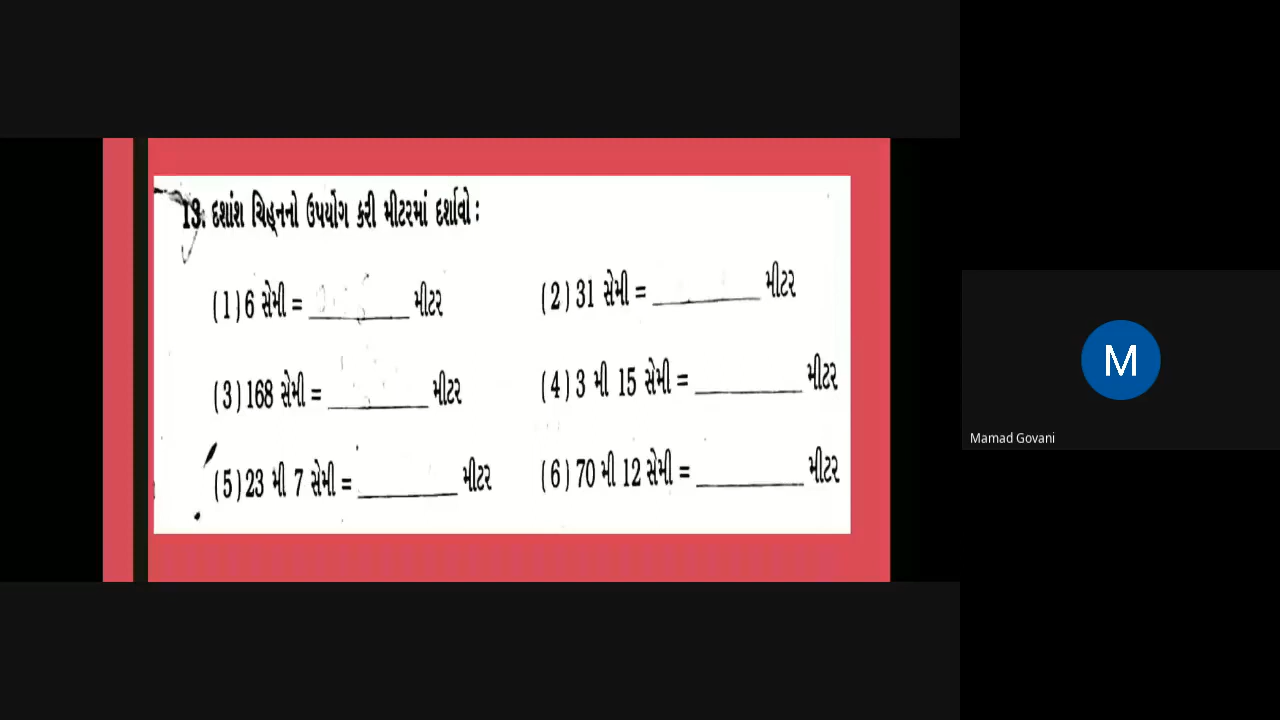 13. દશાંશ ચિહ્નનો ઉપયોગ કરી મીટરમાં દર્શાવો :
(1) 6 સેમી = ________ મીટર (2) 31 સેમી = ________ મીટર
(3) 168 સેમી = ________ મીટર (4) 3 મી 15 સેમી = ________ મીટર
(5) 23 મી 7 સેમી = ________ મીટર (6) 70 મી 12 સેમી = ________ મીટર
M
Mamad Govani